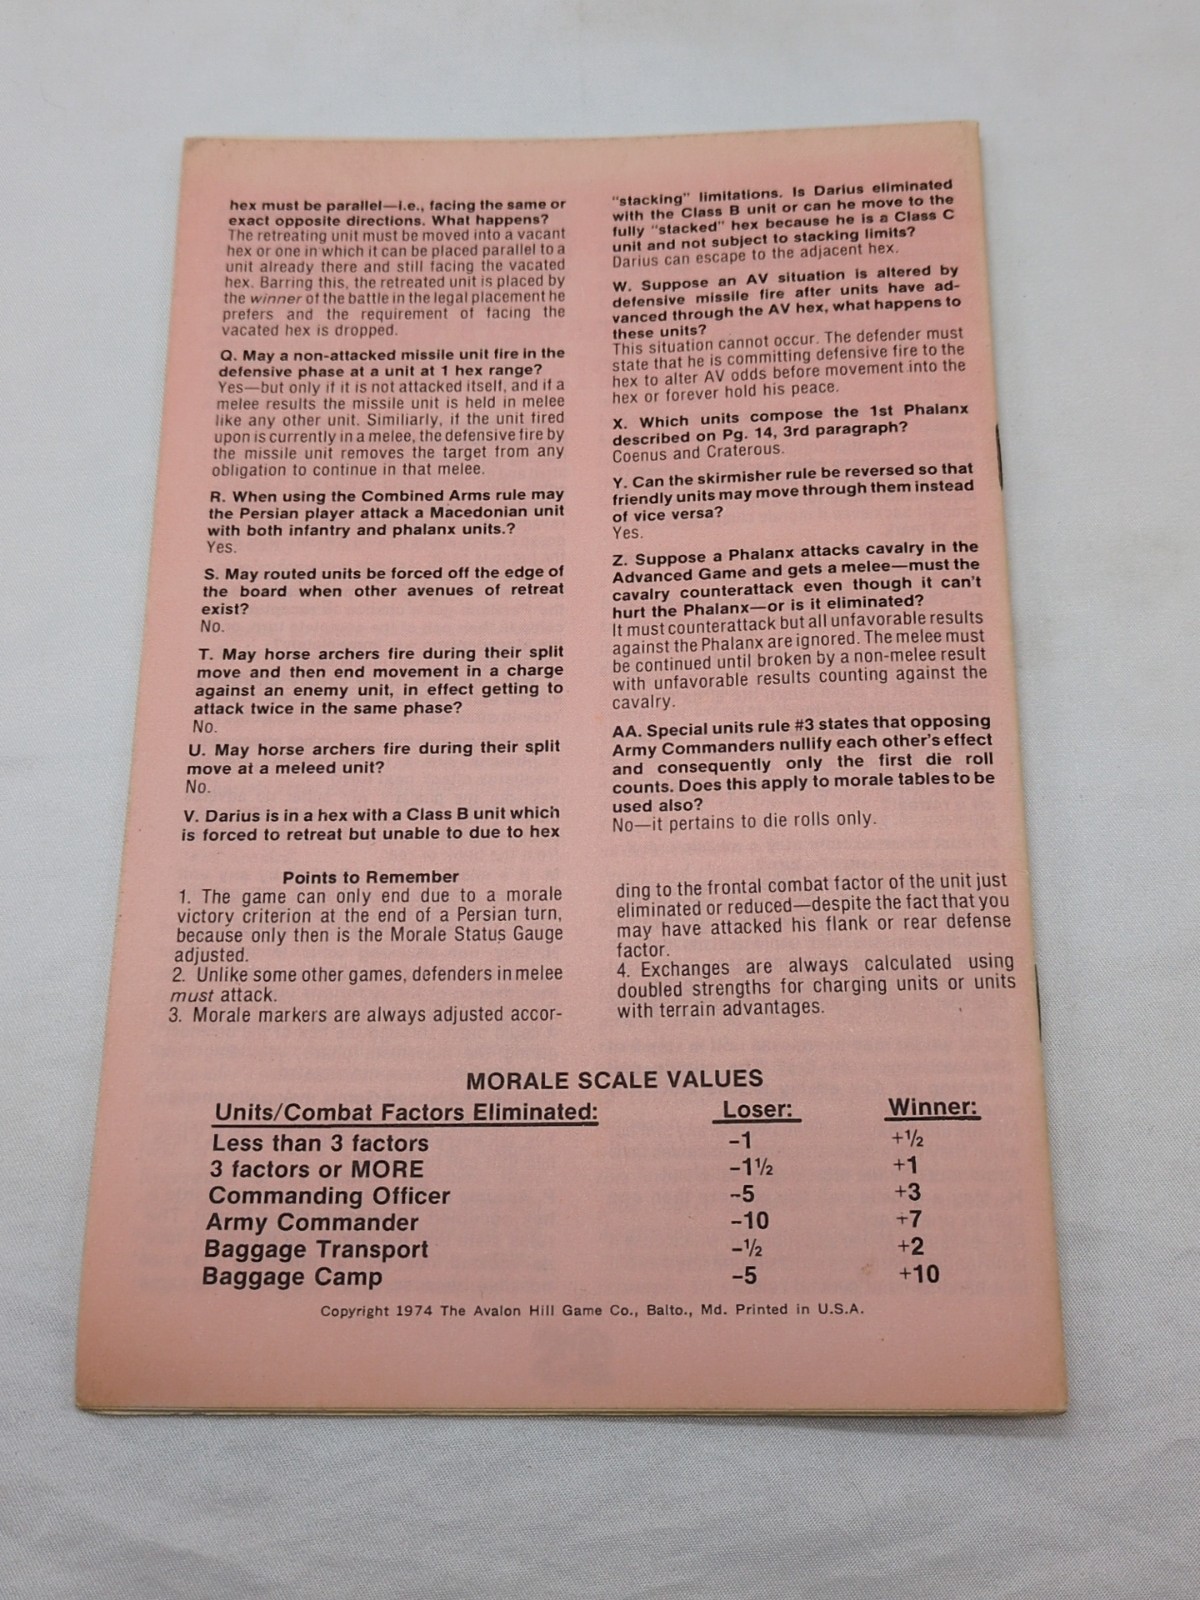 hex must be parallel—i.e., facing the same or
exact opposite directions. What happens?
The retreating unit must be moved into a vacant
hex or one in which it can be placed parallel to a
unit already there and still facing the vacated
hex. Barring this, the retreated unit is placed by
the winner of the battle in the legal placement he
prefers and the requirement of facing the
vacated hex is dropped.
Q. May a non-attacked missile unit fire in the
defensive phase at a unit at 1 hex range?
Yes—but only if it is not attacked itself, and if a
melee results the missile unit is held in melee
like any other unit. Similiarly, if the unit fired
upon is currently in a melee, the defensive fire by
the missile unit removes the target from any
obligation to continue in that melee.
R. When using the Combined Arms rule may
the Persian player attack a Macedonian unit
with both infantry and phalanx units.?
Yes.
S. May routed units be forced off the edge of
the board when other avenues of retreat
exist?
No.
T. May horse archers fire during their split
move and then end movement in a charge
against an enemy unit, in effect getting to
attack twice in the same phase?
No.
U. May horse archers fire during their split
move at a meleed unit?
No.
V. Darius is in a hex with a Class B unit which
is forced to retreat but unable to due to hex
"stacking" limitations. Is Darius eliminated
with the Class B unit or can he move to the
fully "stacked" hex because he is a Class C
unit and not subject to stacking limits?
Darius can escape to the adjacent hex.
W. Suppose an AV situation is altered by
defensive missile fire after units have ad-
vanced through the AV hex, what happens to
these units?
This situation cannot occur. The defender must
state that he is committing defensive fire to the
hex to alter AV odds before movement into the
hex or forever hold his peace.
X. Which units compose the 1st Phalanx
described on Pg. 14, 3rd paragraph?
Coenus and Craterous.
Y. Can the skirmisher rule be reversed so that
friendly units may move through them instead
of vice versa?
Yes.
Z. Suppose a Phalanx attacks cavalry in the
Advanced Game and gets a melee—must the
cavalry counterattack even though it can't
hurt the Phalanx—or is it eliminated?
It must counterattack but all unfavorable results
against the Phalanx are ignored. The melee must
be continued until broken by a non-melee result
with unfavorable results counting against the
cavalry.
AA. Special units rule #3 states that opposing
Army Commanders nullify each other's effect
and consequently only the first die roll
counts. Does this apply to morale tables to be
used also?
No—it pertains to die rolls only.
Points to Remember
1. The game can only end due to a morale
victory criterion at the end of a Persian turn,
because only then is the Morale Status Gauge
adjusted.
2. Unlike some other games, defenders in melee
must attack.
3. Morale markers are always adjusted accor-
ding to the frontal combat factor of the unit just
eliminated or reduced—despite the fact that you
may have attacked his flank or rear defense
factor.
4. Exchanges are always calculated using
doubled strengths for charging units or units
with terrain advantages.
MORALE SCALE VALUES
Units/Combat Factors Eliminated: Loser: Winner:
Less than 3 factors -1 +½
3 factors or MORE -1½ +1
Commanding Officer -5 +3
Army Commander -10 +7
Baggage Transport -½ +2
Baggage Camp -5 +10
Copyright 1974 The Avalon Hill Game Co., Balto., Md. Printed in U.S.A.